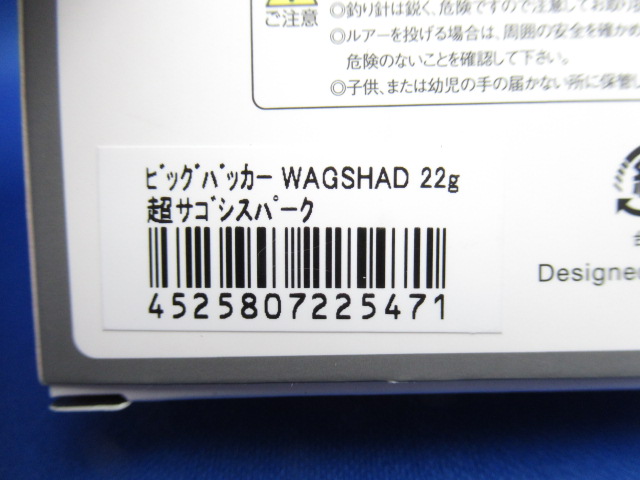 ご注意
◎釣り針は鋭く、危険ですので注意してお取り
◎ルアーを投げる場合は、周囲の安全を確かめ
危険のないことを確認して下さい。
◎子供、または幼児の手の届かない所に保管し
ビッグバッカー WAGSHAD 22g
超サゴシスパーク
4525807225471
Designed